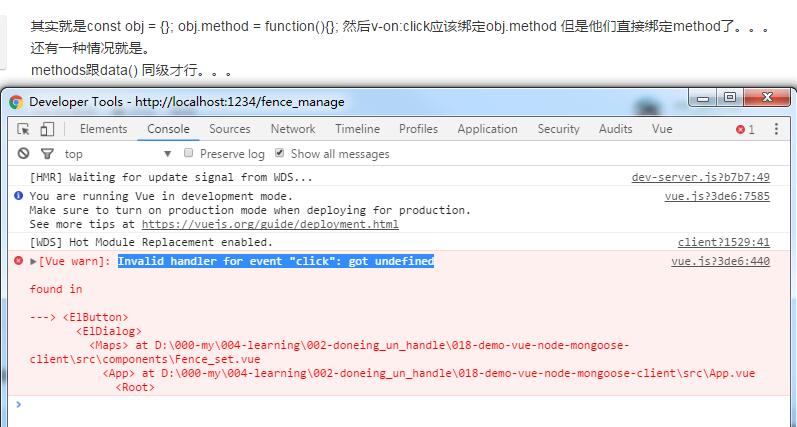 其实就是const obj = {}; obj.method = function(){}; 然后v-on:click应该绑定obj.method 但是他们直接绑定method了。。。
还有一种情况就是。
methods跟data() 同级才行。。。
Developer Tools - http://localhost:1234/fence_manage
Elements Console Sources Network Timeline Profiles Application Security Audits Vue 1
top Preserve log Show all messages
[HMR] Waiting for update signal from WDS... dev-server.js?b7b7:49
You are running Vue in development mode. vue.js?3de6:7585
Make sure to turn on production mode when deploying for production.
See more tips at https://vuejs.org/guide/deployment.html
[WDS] Hot Module Replacement enabled. client?1529:41
[Vue warn]: Invalid handler for event "click": got undefined vue.js?3de6:440
found in
---> <ElButton>
<ElDialog>
<Maps> at D:\000-my\004-learning\002-doneing_un_handle\018-demo-vue-node-mongoose-
client\src\components\Fence_set.vue
<App> at D:\000-my\004-learning\002-doneing_un_handle\018-demo-vue-node-mongoose-client\src\App.vue
<Root>